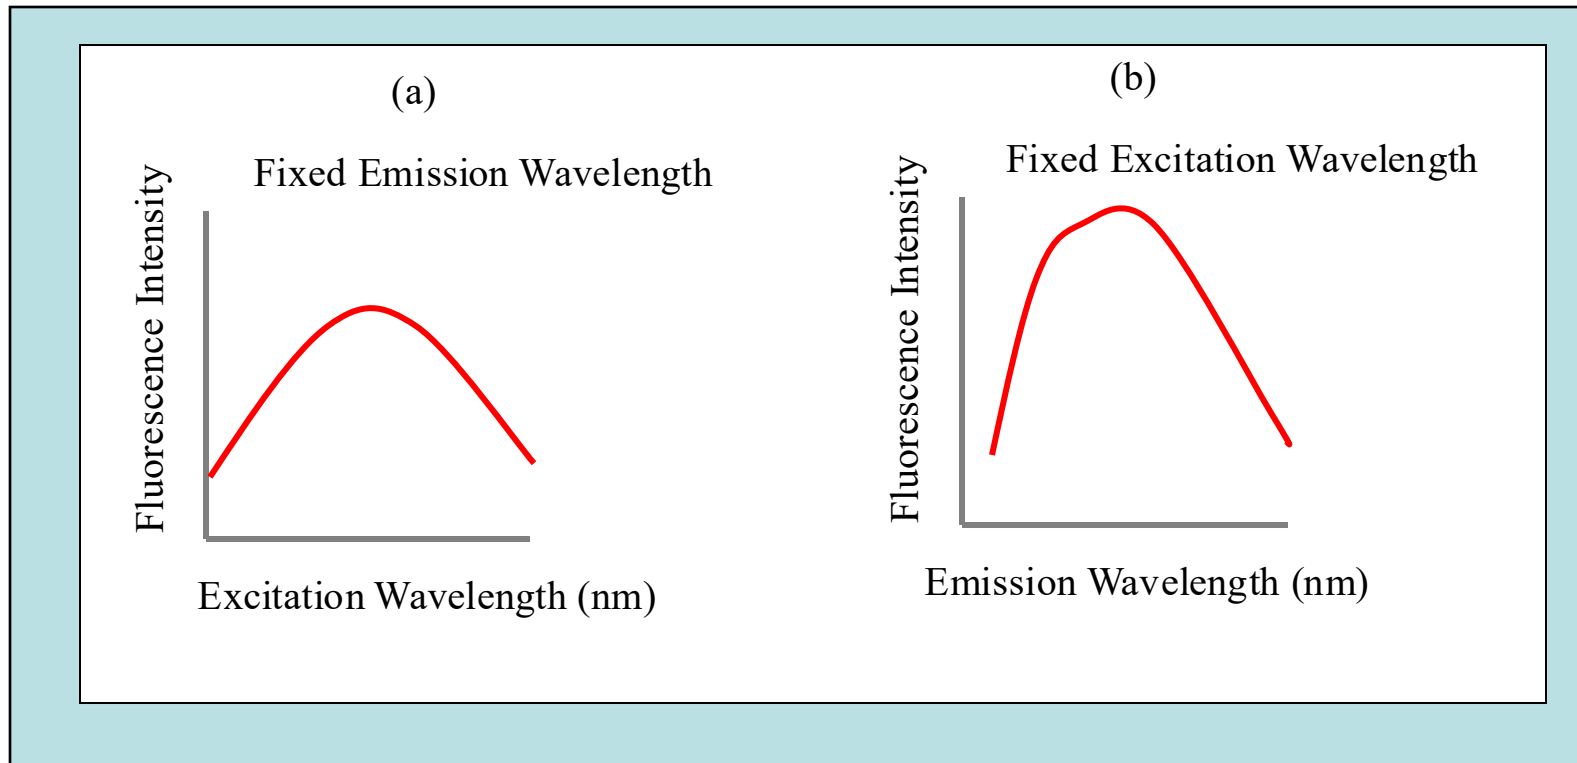 (a)
Fixed Emission Wavelength
Fluorescence Intensity
Excitation Wavelength (nm)
(b)
Fixed Excitation Wavelength
Fluorescence Intensity
Emission Wavelength (nm)